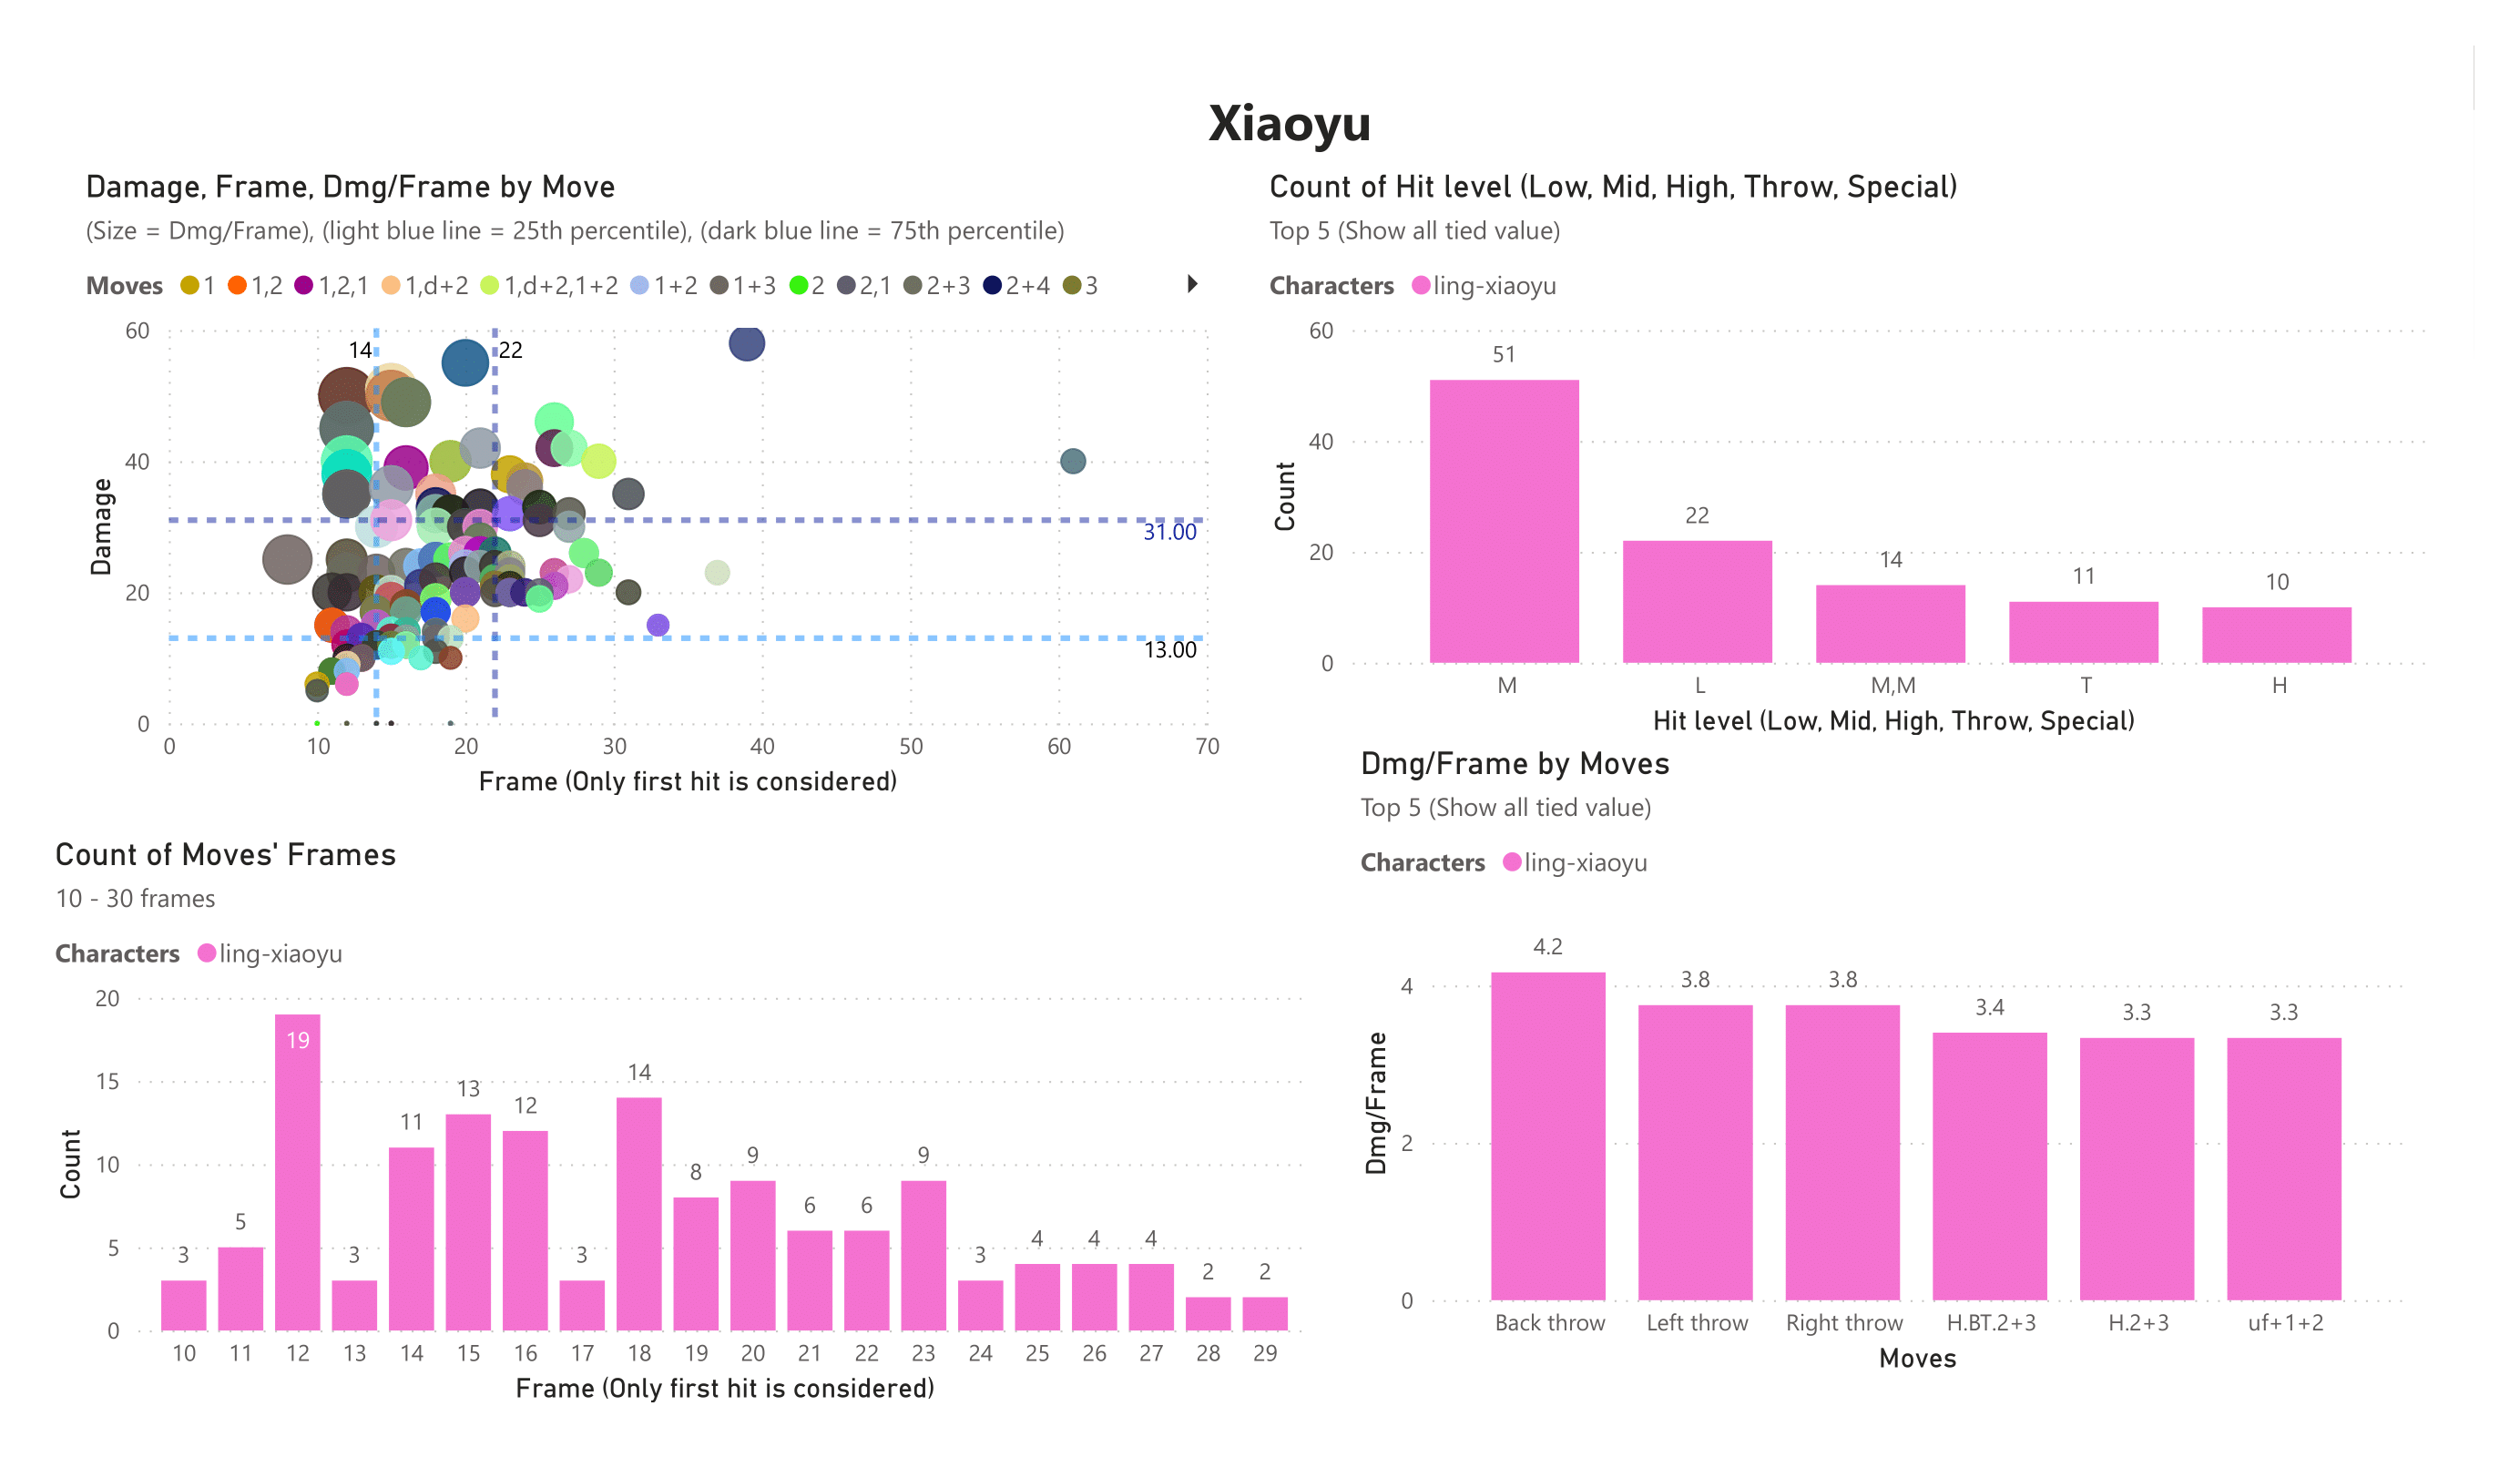 Xiaoyu
Damage, Frame, Dmg/Frame by Move
(Size = Dmg/Frame), (light blue line = 25th percentile), (dark blue line = 75th percentile)
Moves 1 1,2 1,2,1 1,d+2 1,d+2,1+2 1+2 1+3 2 2,1 2+3 2+4 3
60
14
22
40
31.00
20
13.00
0
0 10 20 30 40 50 60 70
Damage
Frame (Only first hit is considered)
Count of Hit level (Low, Mid, High, Throw, Special)
Top 5 (Show all tied value)
Characters ling-xiaoyu
60
40
20
0
51 22 14 11 10
M L M,M T H
Count
Hit level (Low, Mid, High, Throw, Special)
Count of Moves' Frames
10 - 30 frames
Characters ling-xiaoyu
20
15
10
5
0
3 5 19 3 11 13 12 3 14 8 9 6 6 9 3 4 4 4 2 2
10 11 12 13 14 15 16 17 18 19 20 21 22 23 24 25 26 27 28 29
Count
Frame (Only first hit is considered)
Dmg/Frame by Moves
Top 5 (Show all tied value)
Characters ling-xiaoyu
4
2
0
4.2 3.8 3.8 3.4 3.3 3.3
Back throw Left throw Right throw H.BT.2+3 H.2+3 uf+1+2
Dmg/Frame
Moves